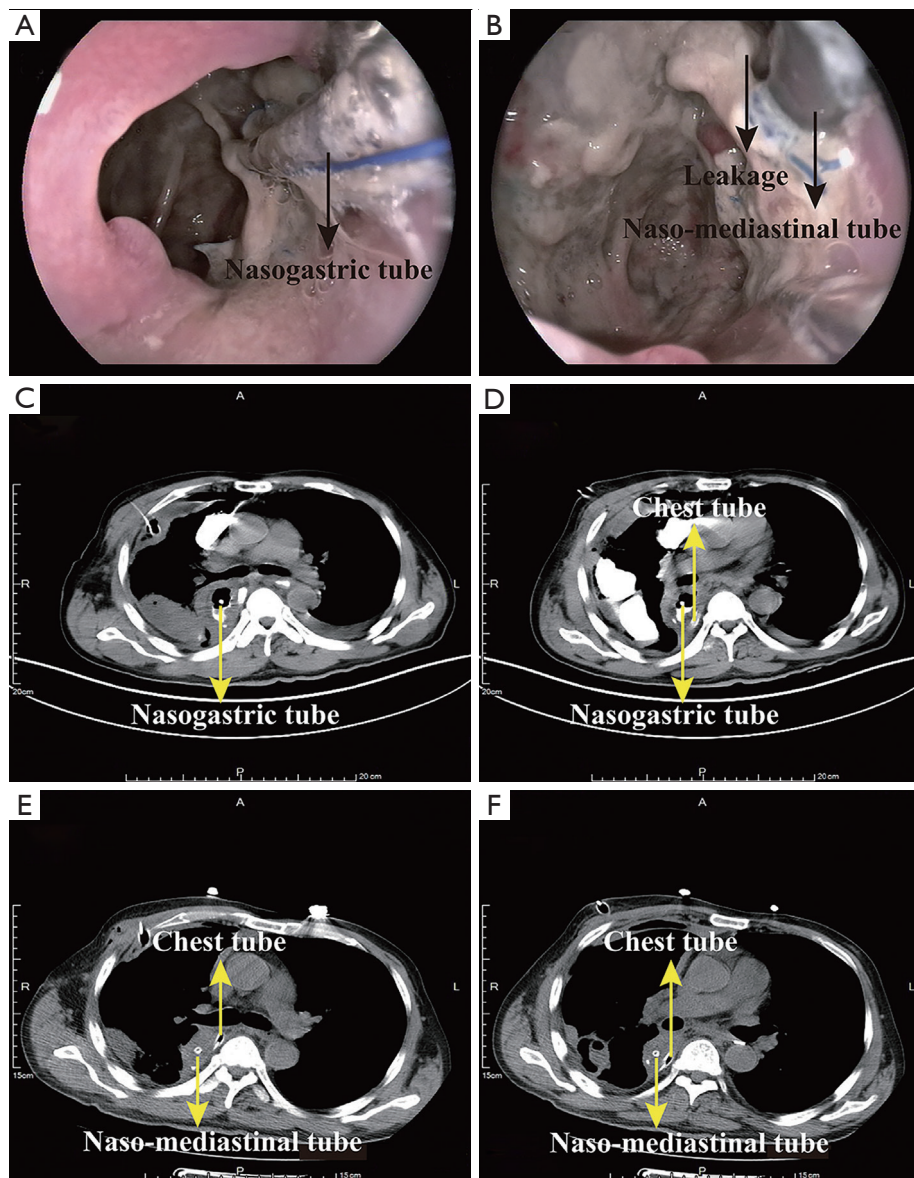 A
Nasogastric tube
B
Leakage
Naso-mediastinal tube
C
A
R
L
20cm
P
20 cm
Nasogastric tube
D
A
Chest tube
R
L
20cm
P
20 cm
Nasogastric tube
E
A
Chest tube
R
L
15cm
Naso-mediastinal tube
P
15 cm
F
A
Chest tube
R
L
15cm
Naso-mediastinal tube
P
15 cm